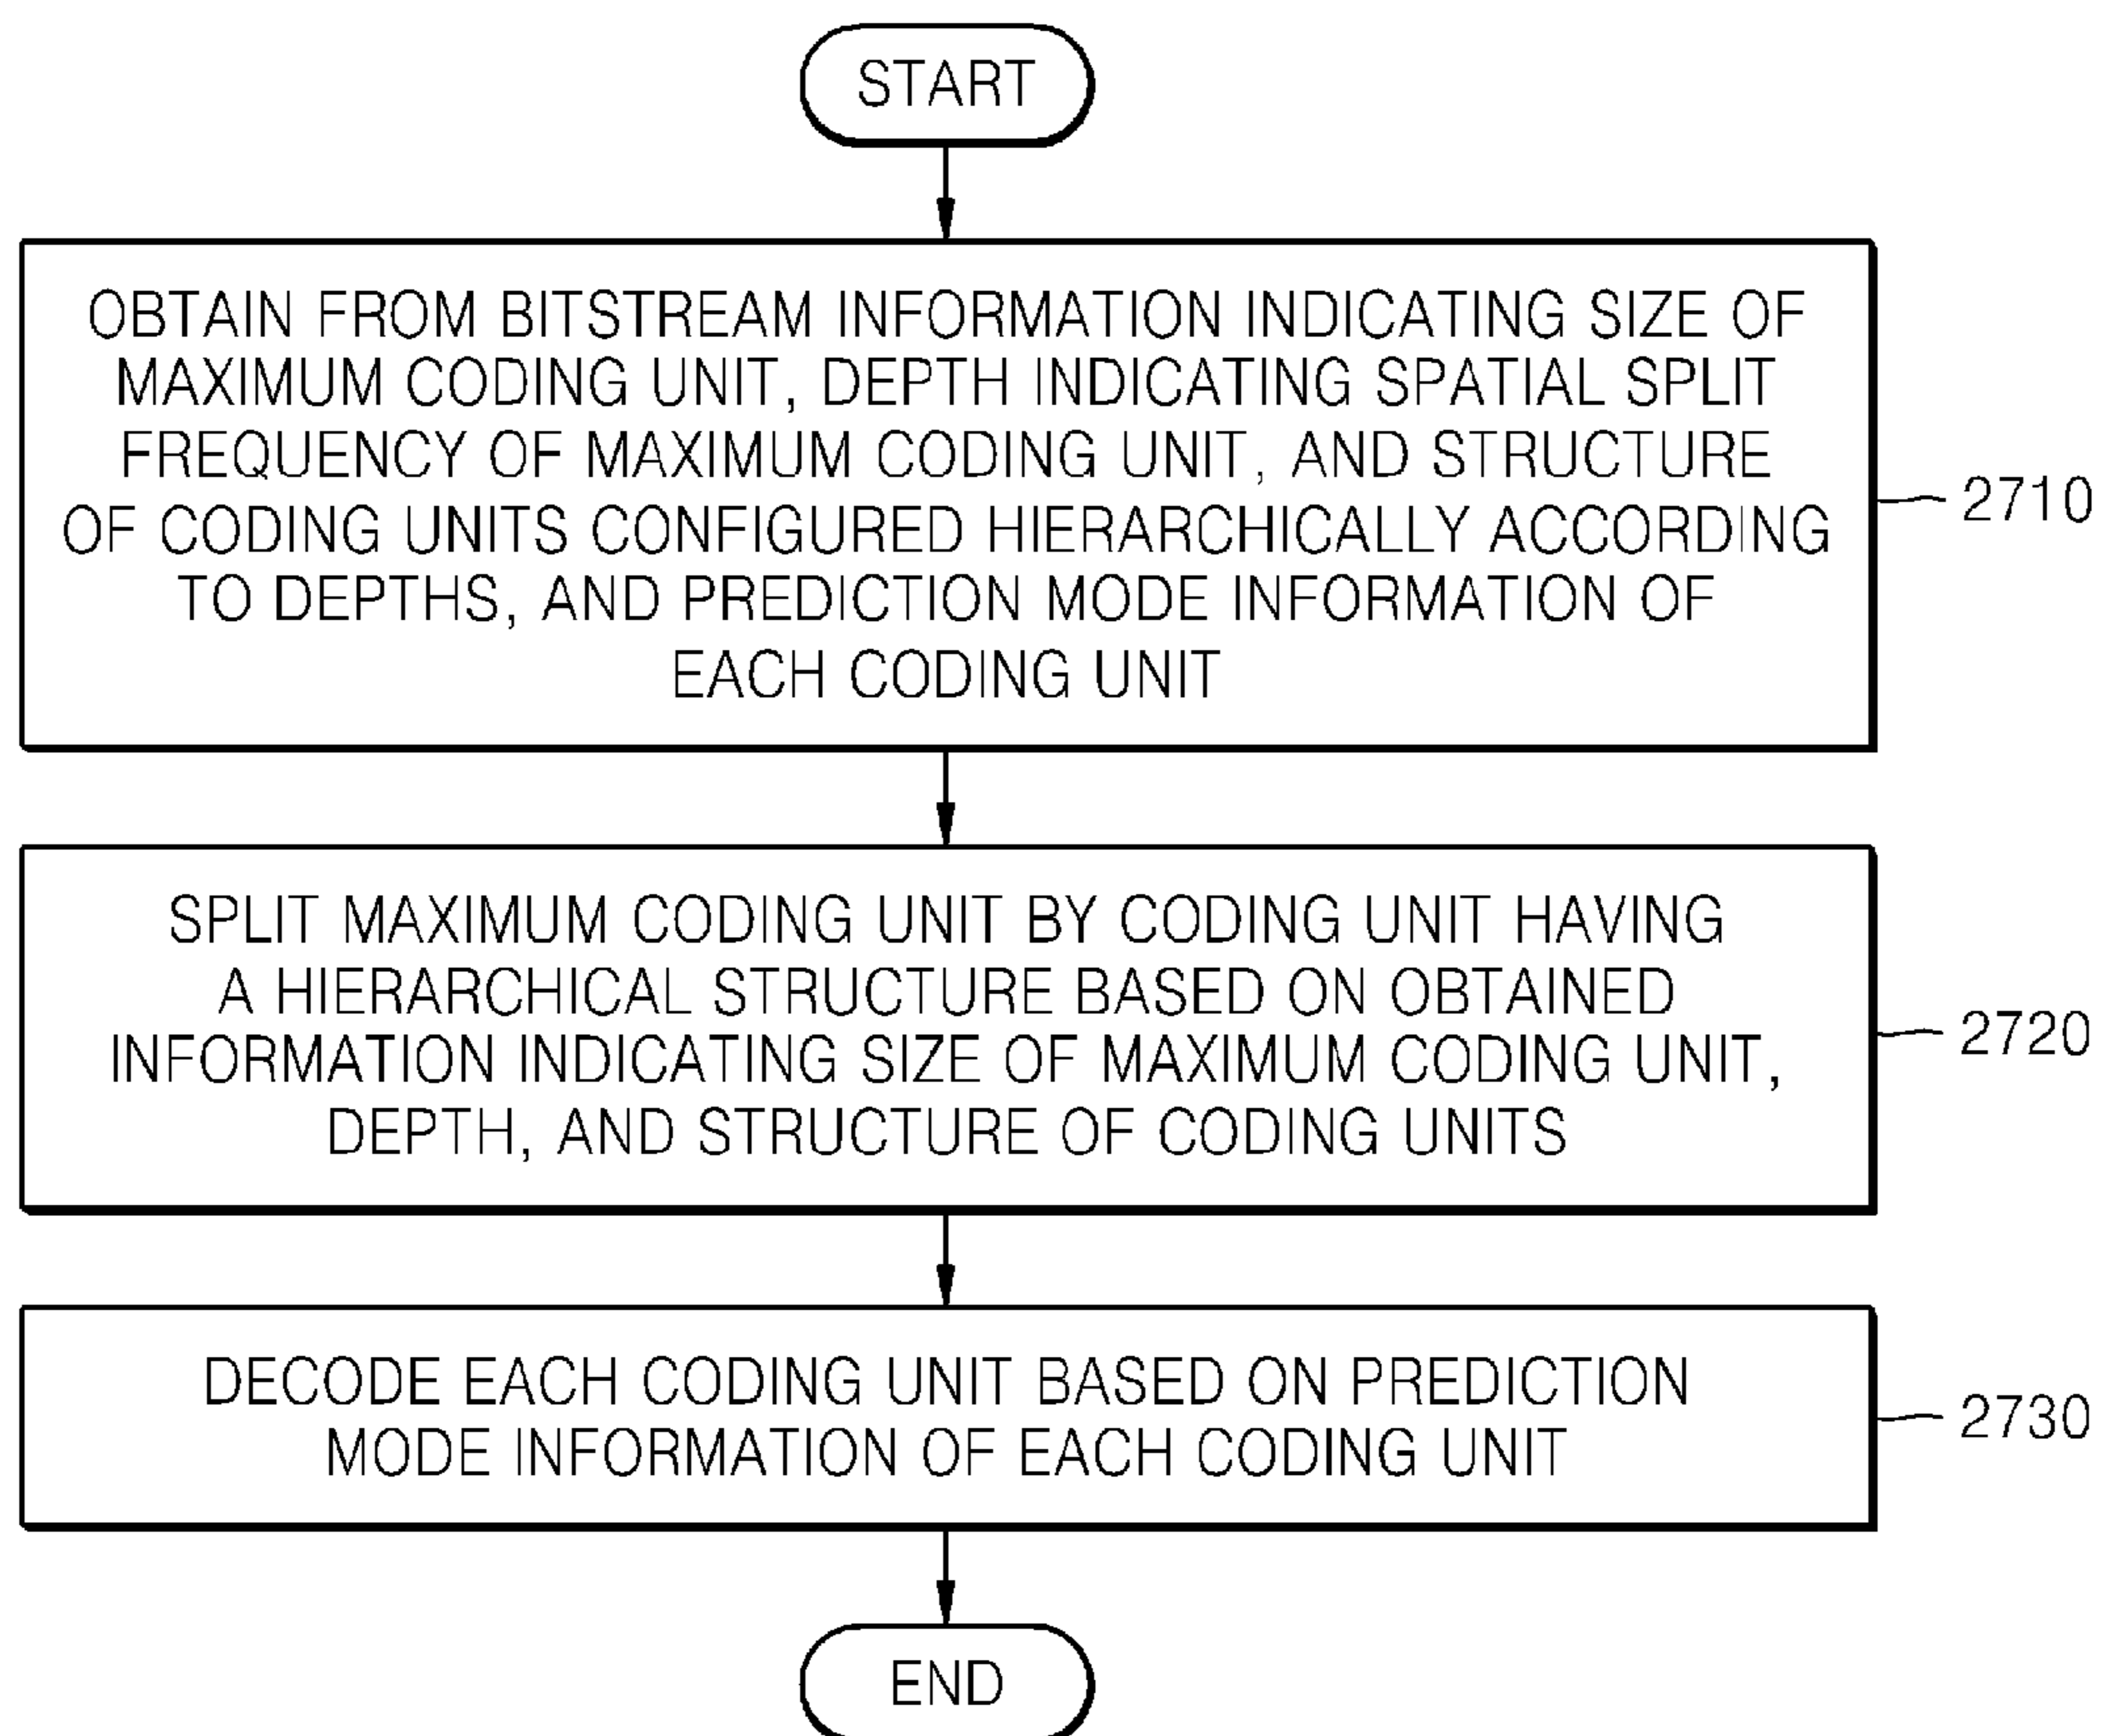 START
OBTAIN FROM BITSTREAM INFORMATION INDICATING SIZE OF
MAXIMUM CODING UNIT, DEPTH INDICATING SPATIAL SPLIT
FREQUENCY OF MAXIMUM CODING UNIT, AND STRUCTURE
OF CODING UNITS CONFIGURED HIERARCHICALLY ACCORDING
TO DEPTHS, AND PREDICTION MODE INFORMATION OF
EACH CODING UNIT
2710
SPLIT MAXIMUM CODING UNIT BY CODING UNIT HAVING
A HIERARCHICAL STRUCTURE BASED ON OBTAINED
INFORMATION INDICATING SIZE OF MAXIMUM CODING UNIT,
DEPTH, AND STRUCTURE OF CODING UNITS
2720
DECODE EACH CODING UNIT BASED ON PREDICTION
MODE INFORMATION OF EACH CODING UNIT
2730
END